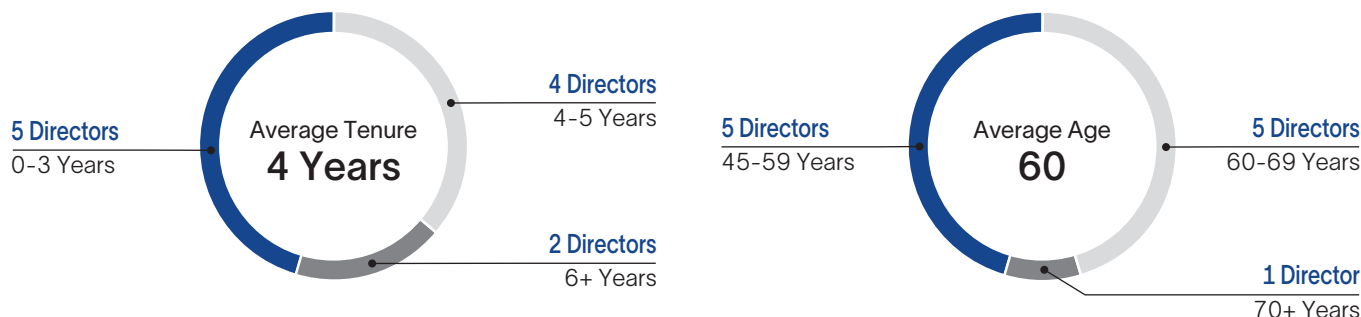 5 Directors
0-3 Years
Average Tenure
4 Years
4 Directors
4-5 Years
2 Directors
6+ Years
5 Directors
45-59 Years
Average Age
60
5 Directors
60-69 Years
1 Director
70+ Years